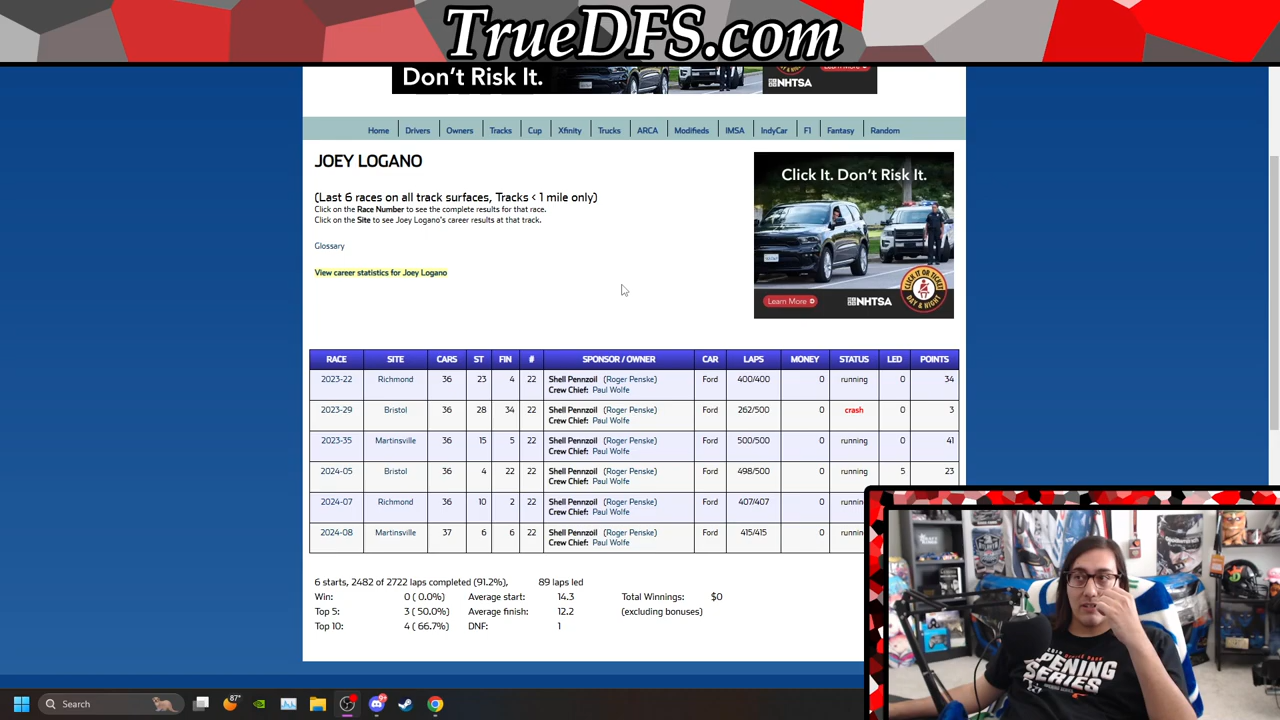 TrueDFS.com
Don't Risk It.
NHTSA
Home Drivers Owners Tracks Cup Xfinity Trucks ARCA Modifieds IMSA IndyCar F1 Fantasy Random
JOEY LOGANO
(Last 6 races on all track surfaces, Tracks < 1 mile only)
Click on the Race Number to see the complete results for that race.
Click on the Site to see Joey Logano's career results at that track.
Glossary
View career statistics for Joey Logano
Click It. Don't Risk It.
CLICK IT OR TICKET
DAY & NIGHT
Learn More
NHTSA
RACE SITE CARS ST FIN # SPONSOR / OWNER CAR LAPS MONEY STATUS LED POINTS
2023-22 Richmond 36 23 4 22 Shell Pennzoil (Roger Penske) Ford 400/400 0 running 0 34
Crew Chief: Paul Wolfe
2023-29 Bristol 36 28 34 22 Shell Pennzoil (Roger Penske) Ford 262/500 0 crash 0 3
Crew Chief: Paul Wolfe
2023-35 Martinsville 36 15 5 22 Shell Pennzoil (Roger Penske) Ford 500/500 0 running 0 41
Crew Chief: Paul Wolfe
2024-05 Bristol 36 4 22 22 Shell Pennzoil (Roger Penske) Ford 498/500 0 running 5 23
Crew Chief: Paul Wolfe
2024-07 Richmond 36 10 2 22 Shell Pennzoil (Roger Penske) Ford 407/407 0
Crew Chief: Paul Wolfe
2024-08 Martinsville 37 6 6 22 Shell Pennzoil (Roger Penske) Ford 415/415 0
Crew Chief: Paul Wolfe
6 starts, 2482 of 2722 laps completed (91.2%), 89 laps led
Win: 0 ( 0.0%) Average start: 14.3 Total Winnings: $0
Top 5: 3 ( 50.0%) Average finish: 12.2 (excluding bonuses)
Top 10: 4 ( 66.7%) DNF: 1
OPENING
SERIES
Search
87°